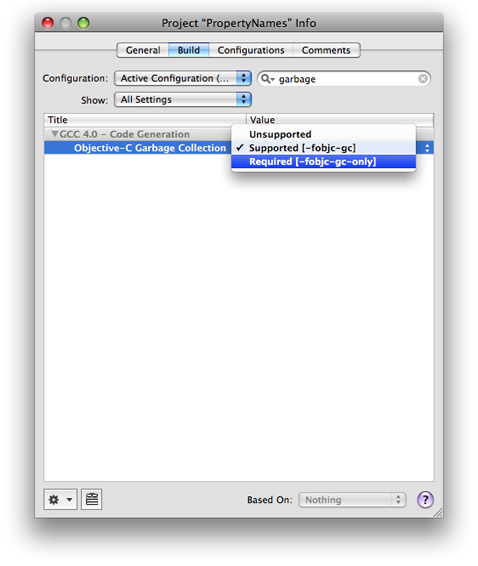 Project “PropertyNames” Info
General Build Configurations Comments
Configuration: Active Configuration (... garbage
Show: All Settings
Title Value
GCC 4.0 – Code Generation
Unsupported
Objective-C Garbage Collection ✓ Supported [-fobjc-gc]
Required [-fobjc-gc-only]
Based On: Nothing ?